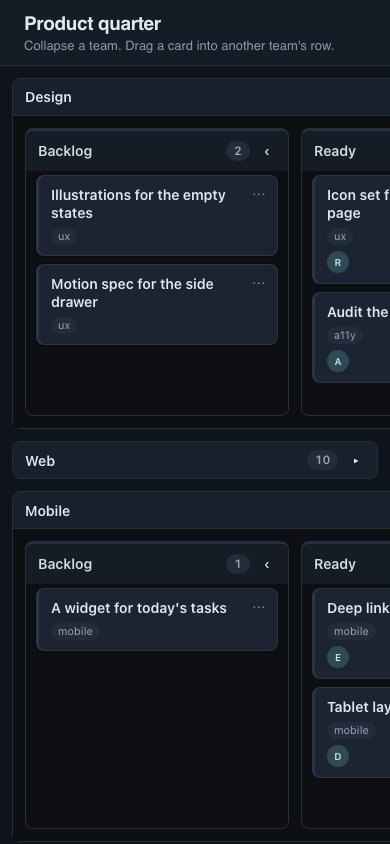 Product quarter
Collapse a team. Drag a card into another team's row.
Design
Backlog 2
Illustrations for the empty
states
ux
Motion spec for the side
drawer
ux
Ready
Icon set f
page
ux
R
Audit the
a11y
A
Web 10
Mobile
Backlog 1
A widget for today's tasks
mobile
Ready
Deep link
mobile
E
Tablet lay
mobile
D